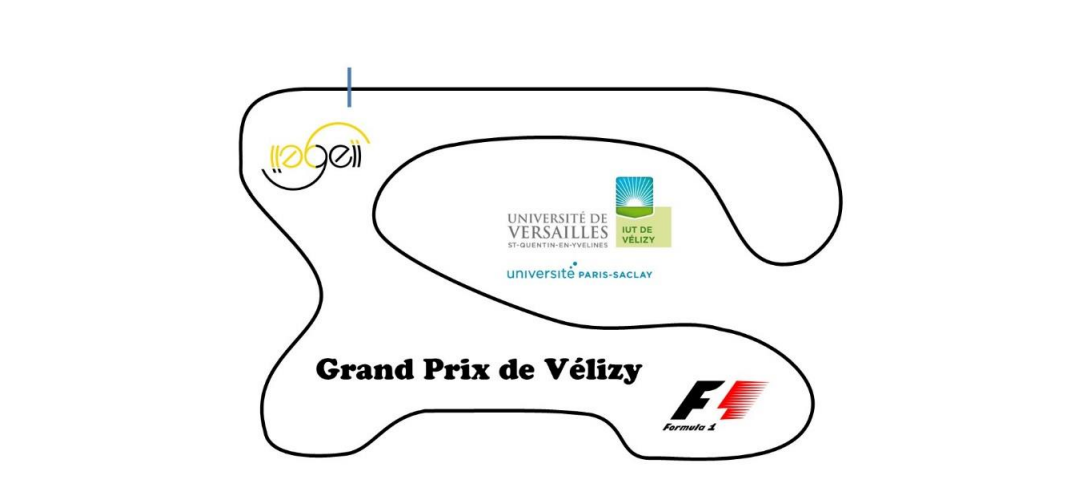 UNIVERSITÉ DE
VERSAILLES
ST-QUENTIN-EN-YVELINES
IUT DE
VÉLIZY
université PARIS-SACLAY
Grand Prix de Vélizy
F1
Formula 1